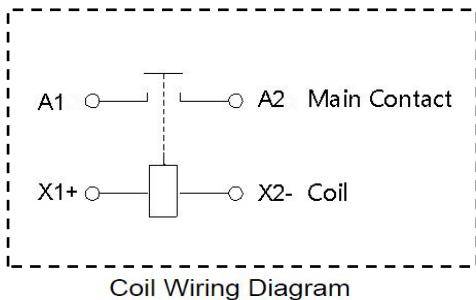 A1 A2 Main Contact
X1+ X2- Coil
Coil Wiring Diagram